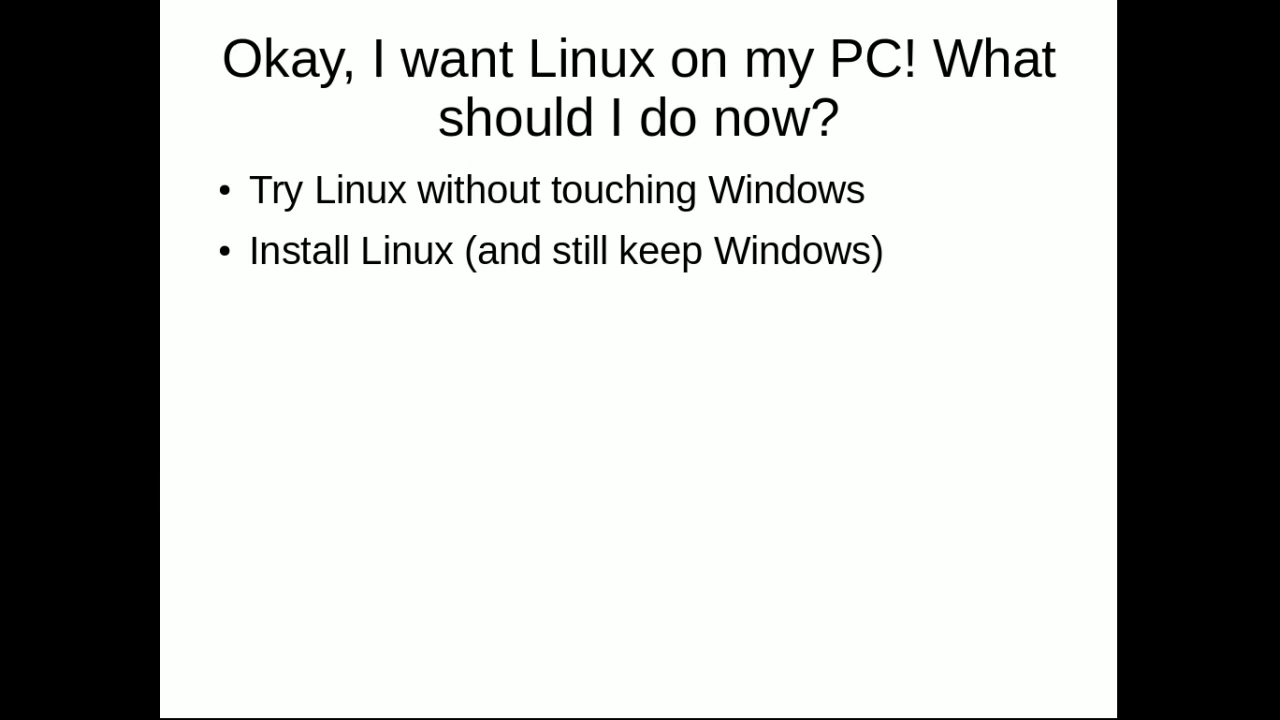 Okay, I want Linux on my PC! What
should I do now?
• Try Linux without touching Windows
• Install Linux (and still keep Windows)